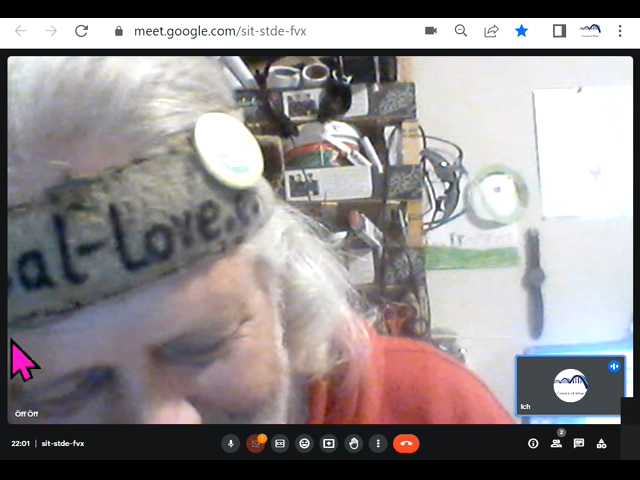 meet.google.com/sit-stde-fvx
al-Love.
Öff Öff
Ich
22:01 | sit-stde-fvx
2